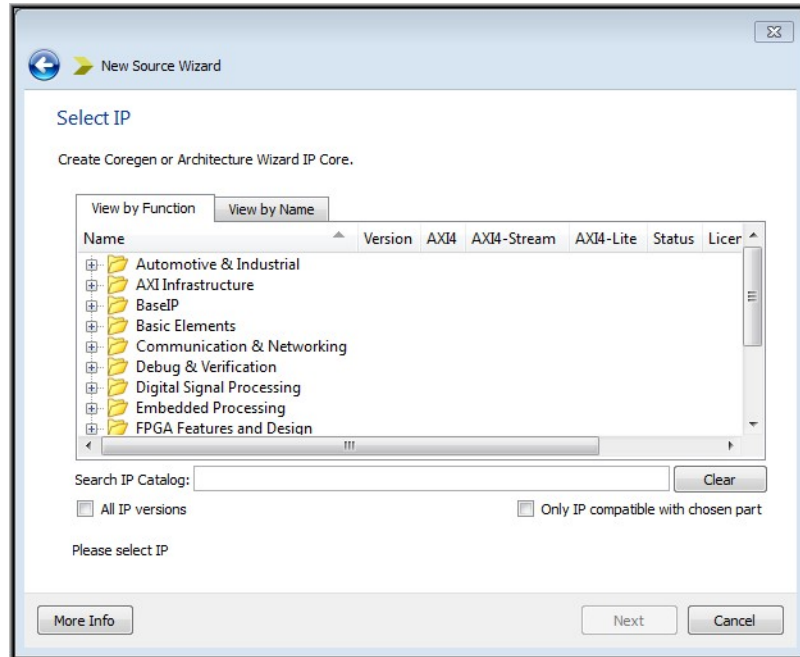 New Source Wizard
Select IP
Create Coregen or Architecture Wizard IP Core.
View by Function View by Name
Name Version AXI4 AXI4-Stream AXI4-Lite Status Licer
Automotive & Industrial
AXI Infrastructure
BaseIP
Basic Elements
Communication & Networking
Debug & Verification
Digital Signal Processing
Embedded Processing
FPGA Features and Design
Search IP Catalog: Clear
All IP versions Only IP compatible with chosen part
Please select IP
More Info Next Cancel